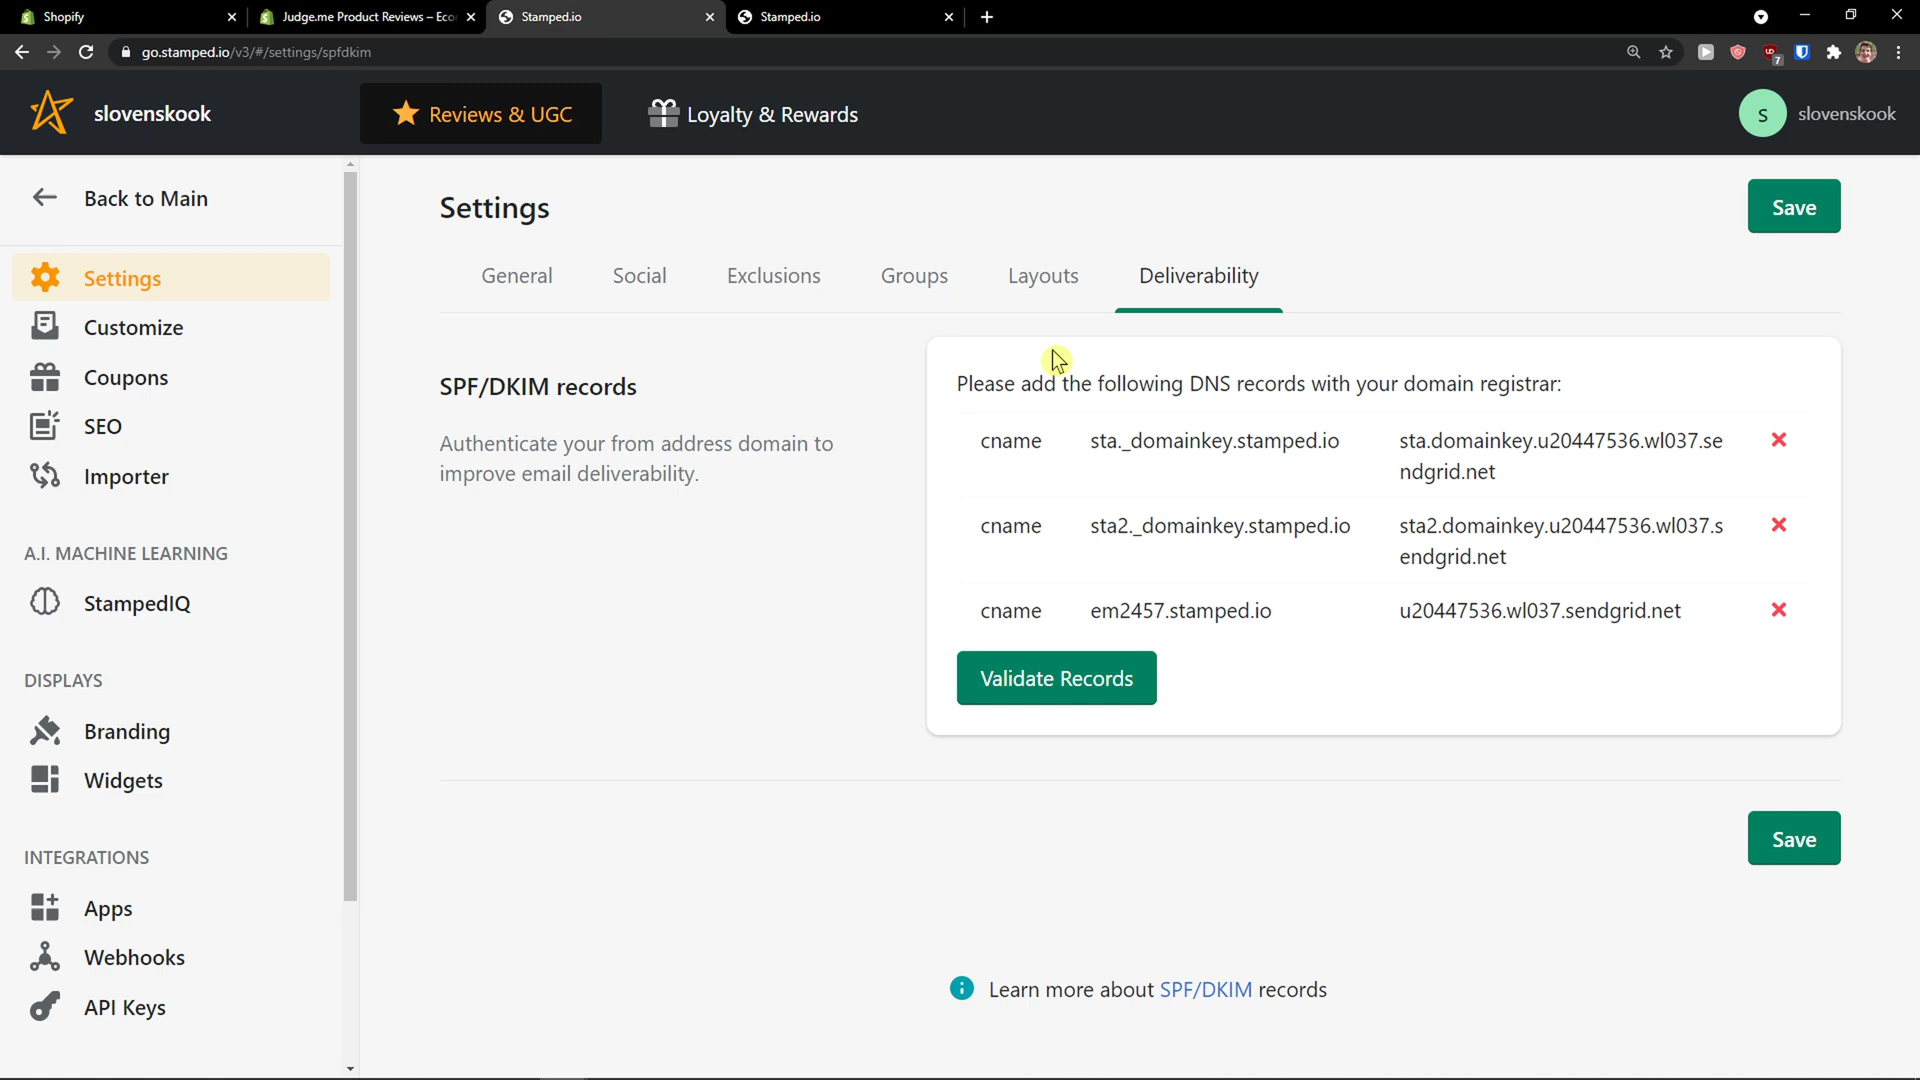 Shopify
Judge.me Product Reviews – Eco
Stamped.io
Stamped.io
go.stamped.io/v3/#/settings/spfdkim
7
slovenskook
Reviews & UGC
Loyalty & Rewards
S
slovenskook
Back to Main
Settings
Customize
Coupons
SEO
Importer
A.I. MACHINE LEARNING
StampedIQ
DISPLAYS
Branding
Widgets
INTEGRATIONS
Apps
Webhooks
API Keys
Settings
Save
General Social Exclusions Groups Layouts Deliverability
SPF/DKIM records
Authenticate your from address domain to
improve email deliverability.
Please add the following DNS records with your domain registrar:
cname sta._domainkey.stamped.io sta.domainkey.u20447536.wl037.se
ndgrid.net
cname sta2._domainkey.stamped.io sta2.domainkey.u20447536.wl037.s
endgrid.net
cname em2457.stamped.io u20447536.wl037.sendgrid.net
Validate Records
Save
Learn more about SPF/DKIM records